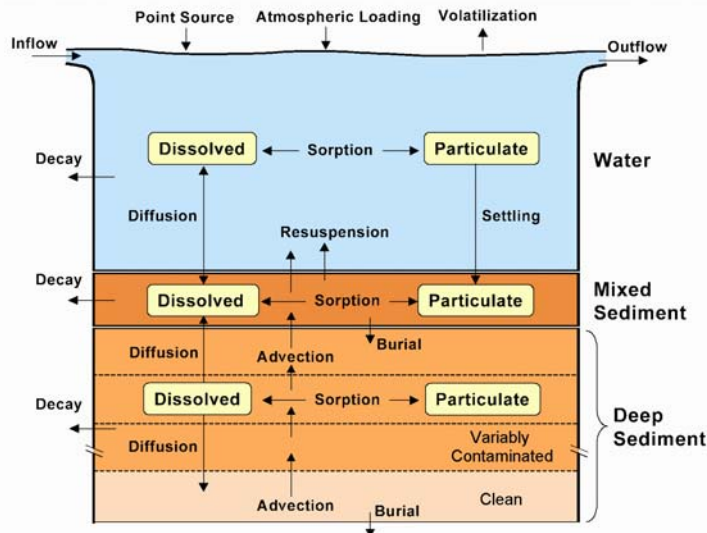 Point Source
Atmospheric Loading
Volatilization
Inflow
Outflow
Dissolved
Sorption
Particulate
Water
Decay
Diffusion
Settling
Resuspension
Decay
Dissolved
Sorption
Particulate
Mixed
Sediment
Burial
Diffusion
Advection
Decay
Dissolved
Sorption
Particulate
Deep
Sediment
Diffusion
Variably
Contaminated
Advection
Clean
Burial